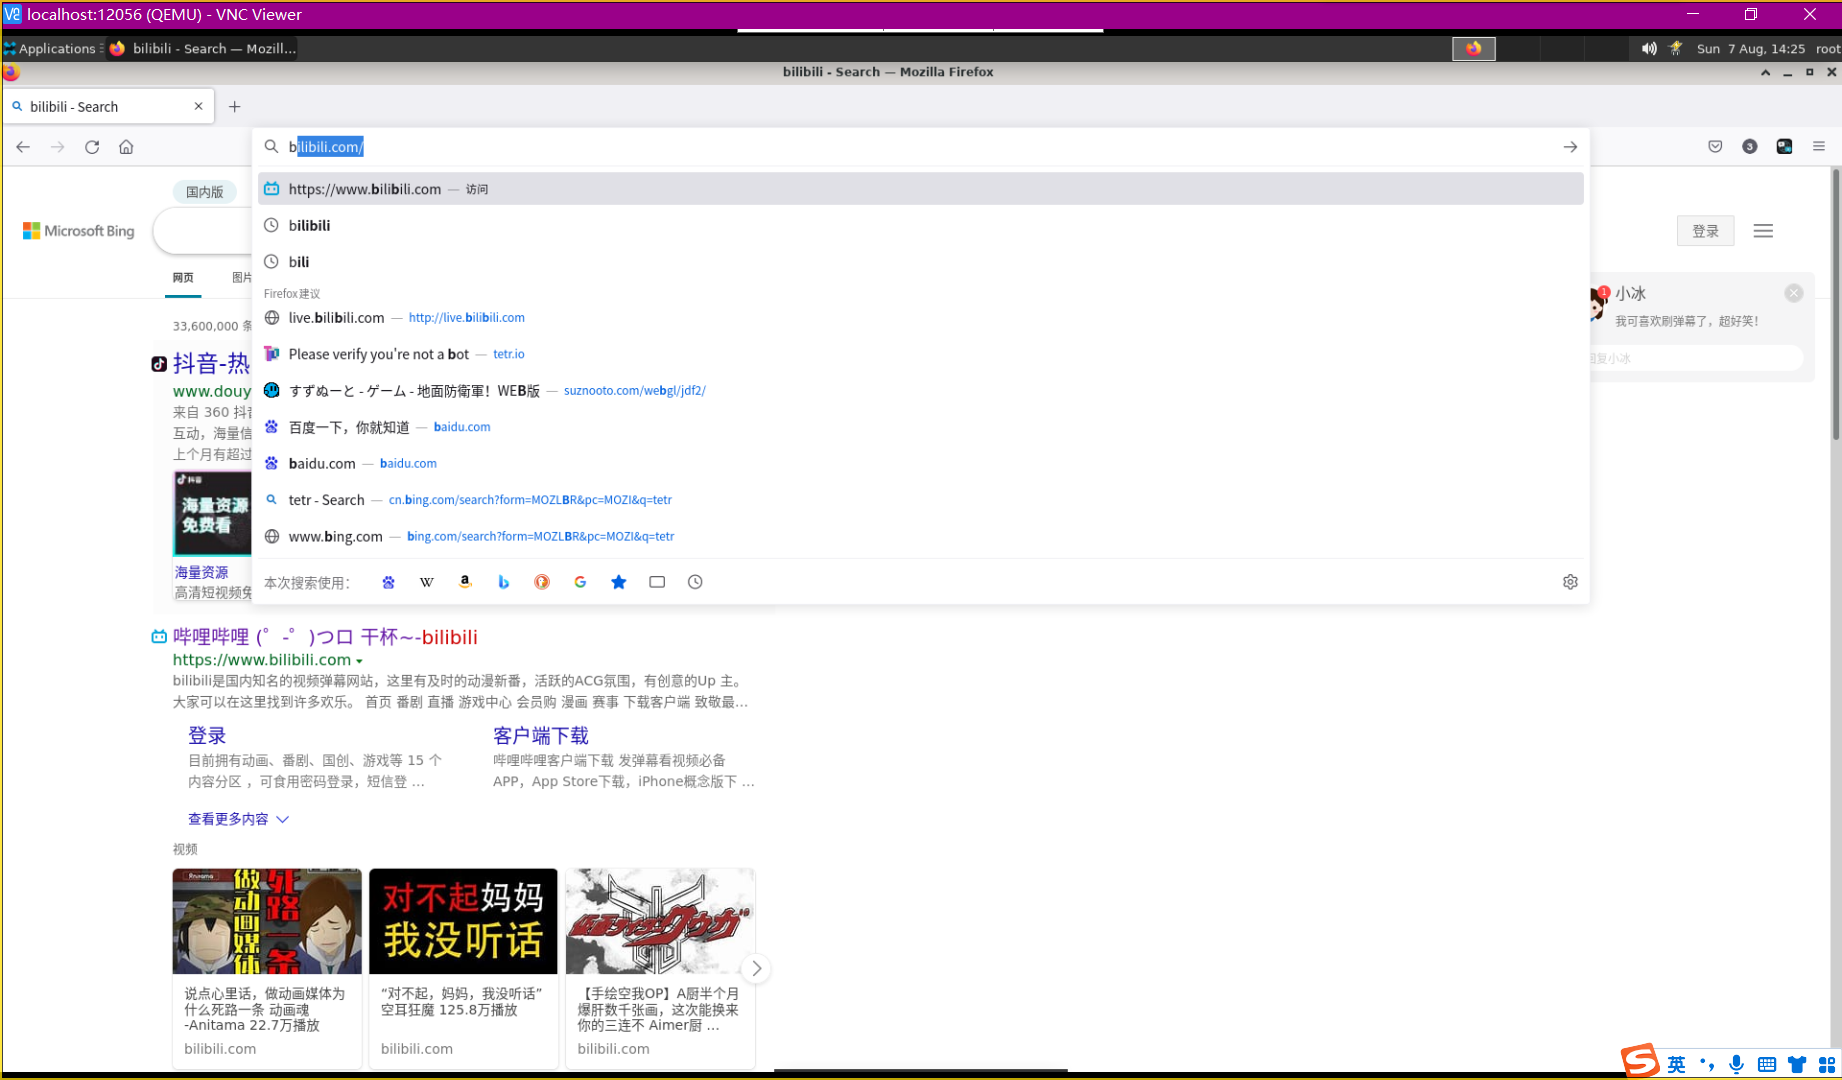 localhost:12056 (QEMU) - VNC Viewer
Applications
bilibili - Search — Mozill...
Sun 7 Aug, 14:25 root
bilibili - Search — Mozilla Firefox
bilibili - Search
bilibili.com/
3
https://www.bilibili.com — 访问
bilibili
bili
Firefox建议
live.bilibili.com — http://live.bilibili.com
Please verify you're not a bot — tetr.io
すずぬーと - ゲーム - 地面防衛軍！WEB版 — suznooto.com/webgl/jdf2/
百度一下，你就知道 — baidu.com
baidu.com — baidu.com
tetr - Search — cn.bing.com/search?form=MOZLBR&pc=MOZI&q=tetr
www.bing.com — bing.com/search?form=MOZLBR&pc=MOZI&q=tetr
本次搜索使用：
国内版
Microsoft Bing
登录
网页
图片
1
小冰
我可喜欢刷弹幕了，超好笑！
回复小冰
33,600,000 条
抖音-热
www.douy
来自 360 抖音
互动，海量信
上个月有超过
抖音
海量资源
免费看
海量资源
高清短视频免
哔哩哔哩 (゜-゜)つロ 干杯~-bilibili
https://www.bilibili.com
bilibili是国内知名的视频弹幕网站，这里有及时的动漫新番，活跃的ACG氛围，有创意的Up 主。
大家可以在这里找到许多欢乐。 首页 番剧 直播 游戏中心 会员购 漫画 赛事 下载客户端 致敬最…
登录
目前拥有动画、番剧、国创、游戏等 15 个
内容分区 ，可食用密码登录，短信登 …
客户端下载
哔哩哔哩客户端下载 发弹幕看视频必备
APP，App Store下载，iPhone概念版下 …
查看更多内容
视频
Anitama
做动画媒体
死路一条
对不起妈妈
我没听话
说点心里话，做动画媒体为
什么死路一条 动画魂
-Anitama 22.7万播放
bilibili.com
“对不起，妈妈，我没听话”
空耳狂魔 125.8万播放
bilibili.com
【手绘空我OP】A厨半个月
爆肝数千张画，这次能换来
你的三连不 Aimer厨 …
bilibili.com
英